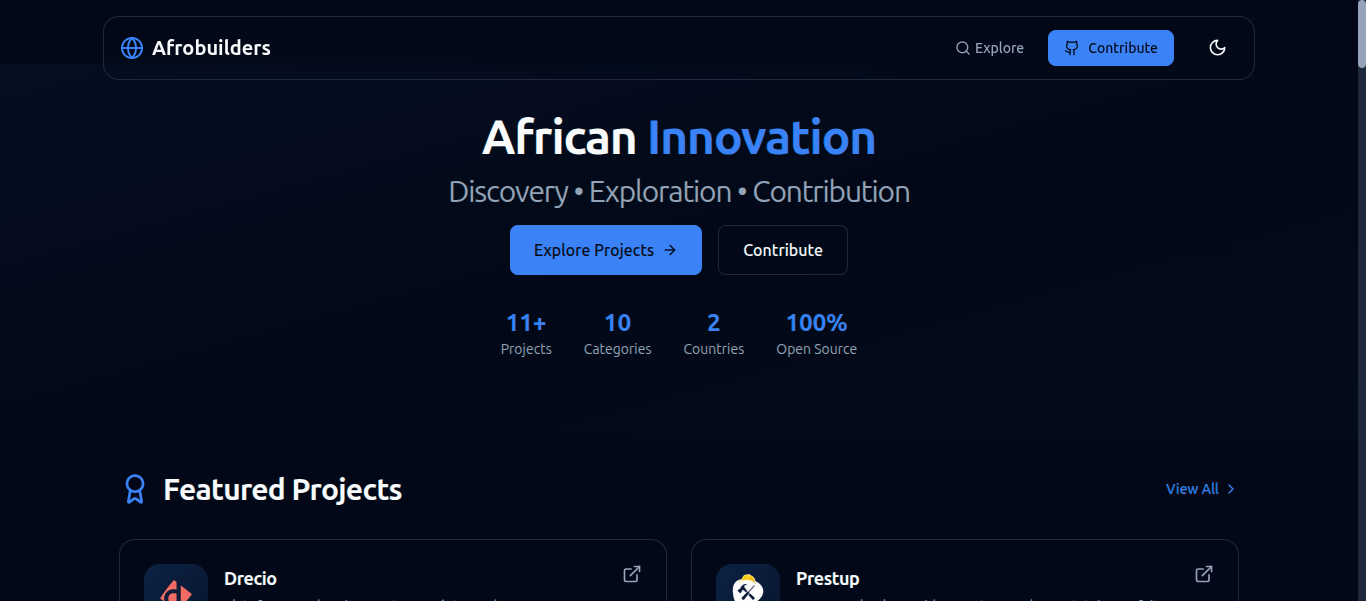 Afrobuilders
Explore
Contribute
African Innovation
Discovery • Exploration • Contribution
Explore Projects →
Contribute
11+ 10 2 100%
Projects Categories Countries Open Source
Featured Projects
View All
Drecio
Prestup